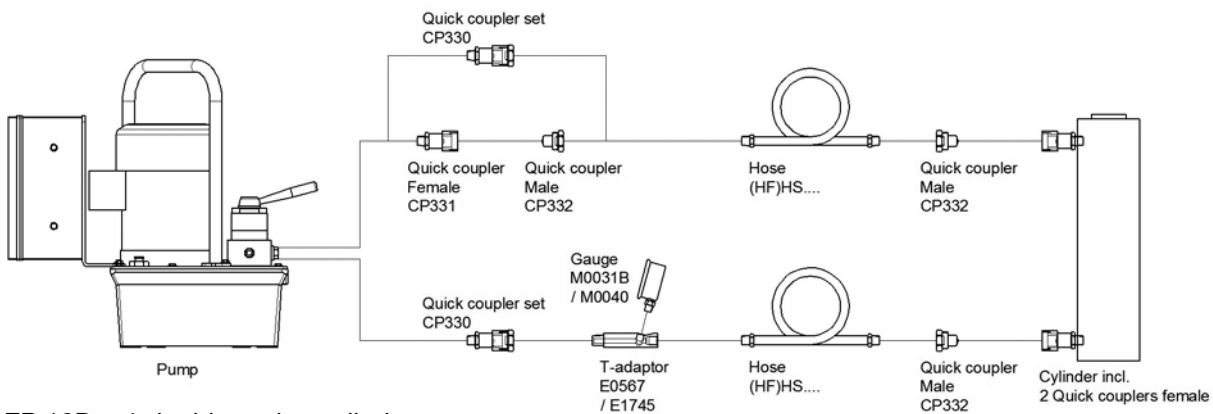 Quick coupler set
CP330
Quick coupler
Female
CP331
Quick coupler
Male
CP332
Hose
(HF)HS....
Quick coupler
Male
CP332
Gauge
M0031B
/ M0040
Quick coupler set
CP330
Pump
T-adaptor
E0567
/ E1745
Hose
(HF)HS....
Quick coupler
Male
CP332
Cylinder incl.
2 Quick couplers female